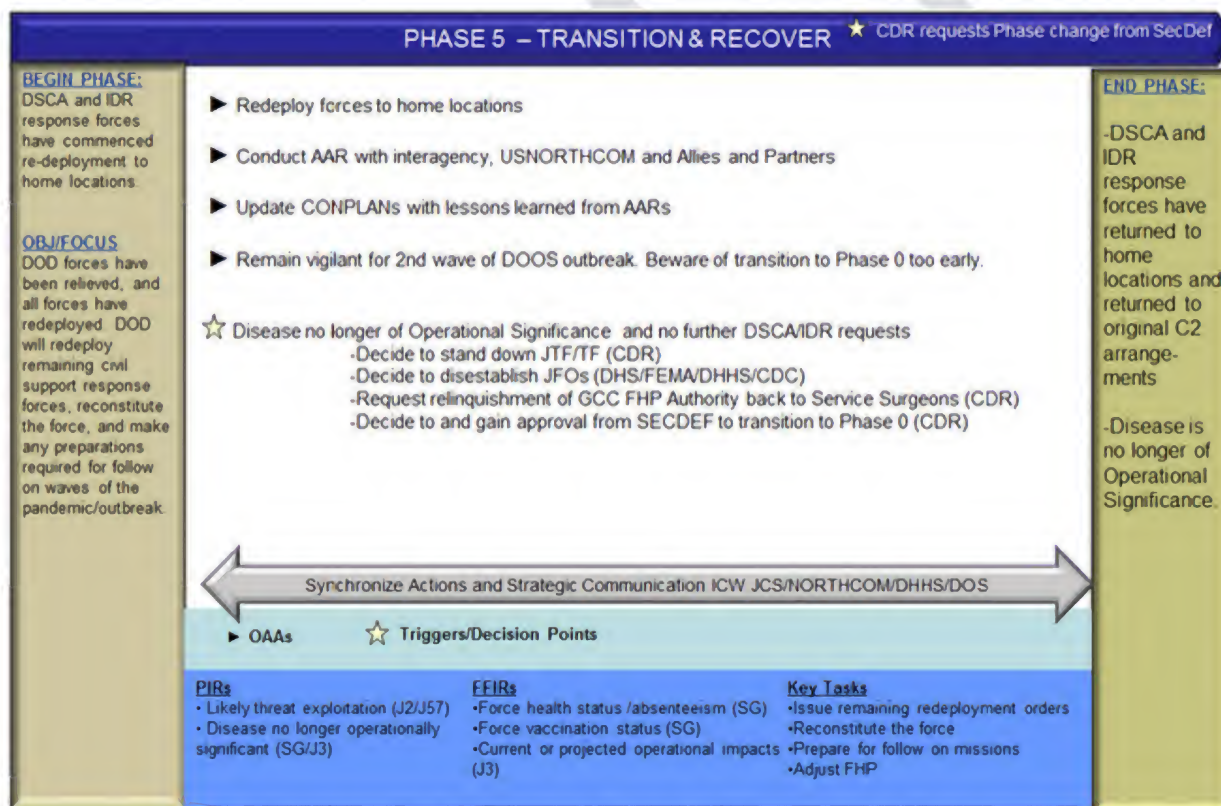 PHASE 5 – TRANSITION & RECOVER
CDR requests Phase change from SecDef
BEGIN PHASE:
DSCA and IDR
response forces
have commenced
re-deployment to
home locations.
OBJ/FOCUS
DOD forces have
been relieved, and
all forces have
redeployed. DOD
will redeploy
remaining civil
support response
forces, reconstitute
the force, and make
any preparations
required for follow
on waves of the
pandemic/outbreak.
► Redeploy forces to home locations
► Conduct AAR with interagency, USNORTHCOM and Allies and Partners
► Update CONPLANs with lessons learned from AARs
► Remain vigilant for 2nd wave of DOOS outbreak. Beware of transition to Phase 0 too early.
Disease no longer of Operational Significance and no further DSCA/IDR requests
-Decide to stand down JTF/TF (CDR)
-Decide to disestablish JFOs (DHS/FEMA/DHHS/CDC)
-Request relinquishment of GCC FHP Authority back to Service Surgeons (CDR)
-Decide to and gain approval from SECDEF to transition to Phase 0 (CDR)
Synchronize Actions and Strategic Communication ICW JCS/NORTHCOM/DHHS/DOS
► OAAs
Triggers/Decision Points
PIRs
• Likely threat exploitation (J2/J57)
• Disease no longer operationally
significant (SG/J3)
FFIRs
•Force health status /absenteeism (SG)
•Force vaccination status (SG)
•Current or projected operational impacts
(J3)
Key Tasks
•Issue remaining redeployment orders
•Reconstitute the force
•Prepare for follow on missions
•Adjust FHP
END PHASE:
-DSCA and
IDR
response
forces have
returned to
home
locations and
returned to
original C2
arrange-
ments
-Disease is
no longer of
Operational
Significance.